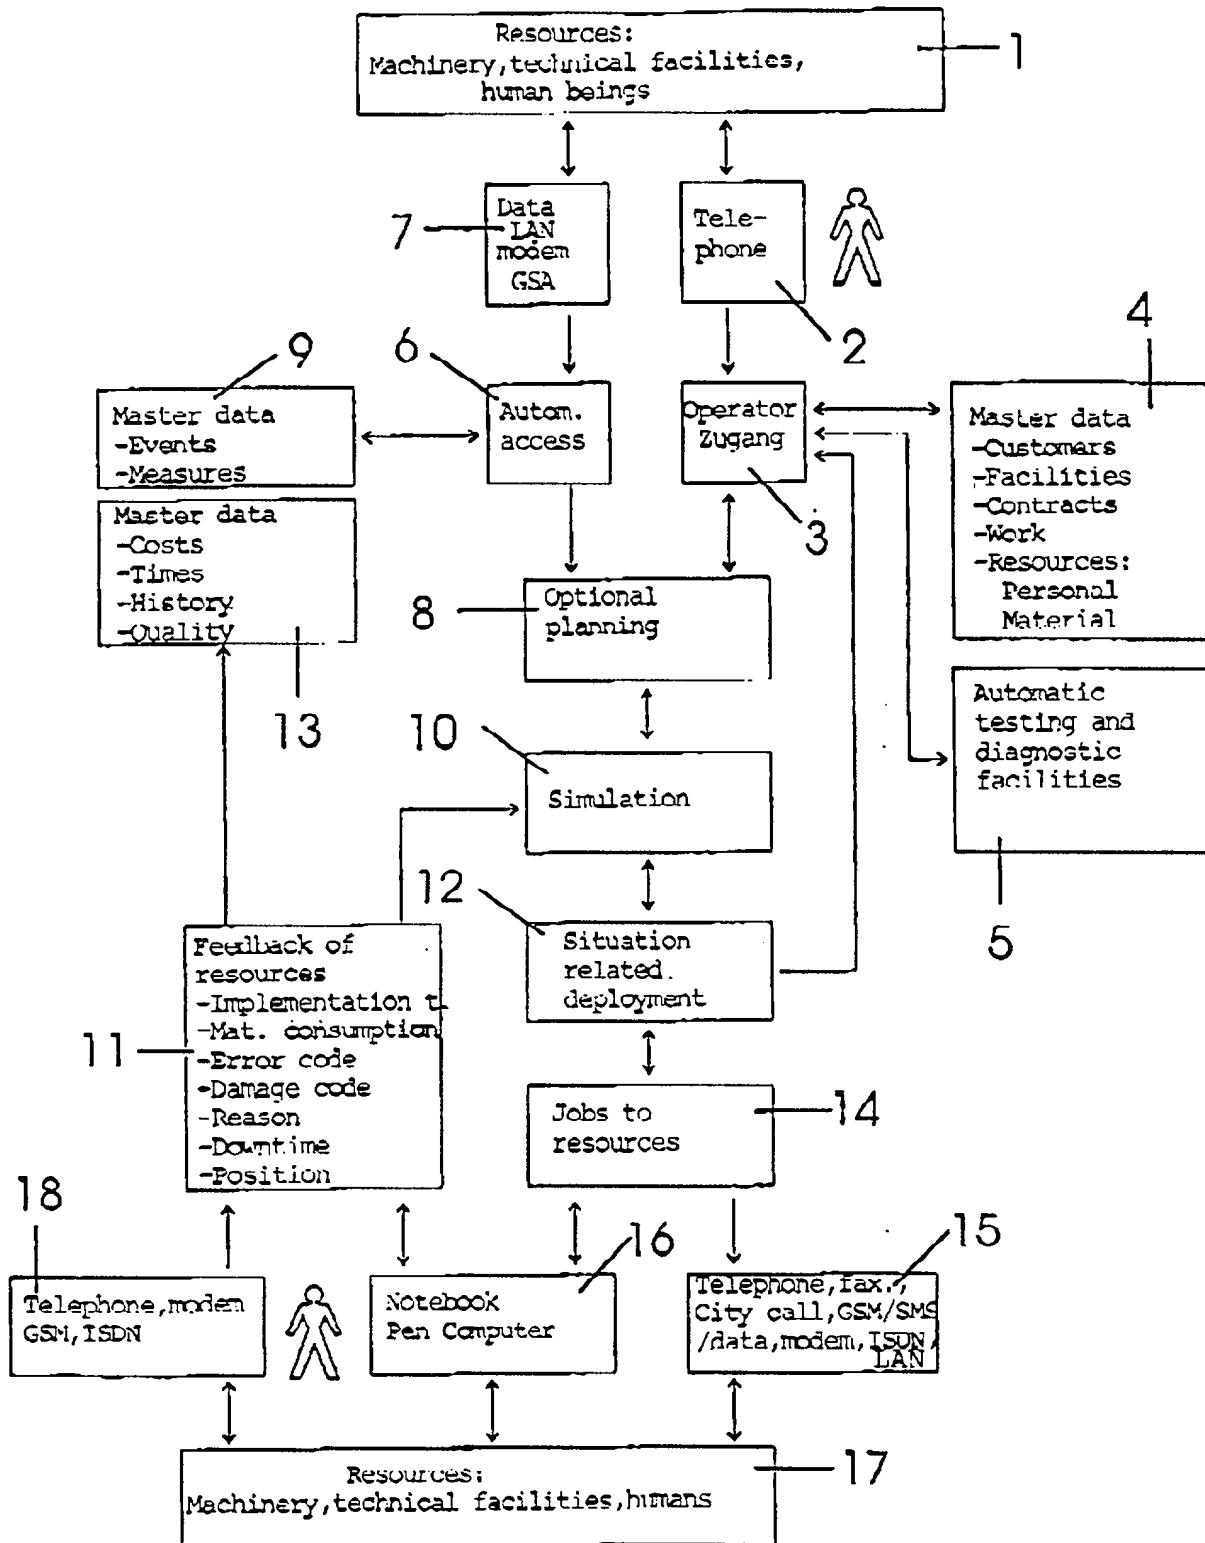 Resources:
Machinery,technical facilities,
human beings
1
Data
LAN
modem
GSA
7
Tele-
phone
2
4
9
6
Master data
-Events
-Measures
Autom.
access
Operator
Zugang
3
Master data
-Customers
-Facilities
-Contracts
-Work
-Resources:
Personal
Material
Master data
-Costs
-Times
-History
-Quality
13
8
Optional
planning
Automatic
testing and
diagnostic
facilities
5
10
Simulation
12
Situation
related.
deployment
Feedback of
resources
-Implementation t.
-Mat. consumption
-Error code
-Damage code
-Reason
-Downtime
-Position
11
Jobs to
resources
14
18
Telephone,modem
GSM,ISDN
16
Notebook
Pen Computer
15
Telephone,fax.,
City call,GSM/SMS
/data,modem,ISDN,
LAN
Resources:
Machinery,technical facilities,humans
17